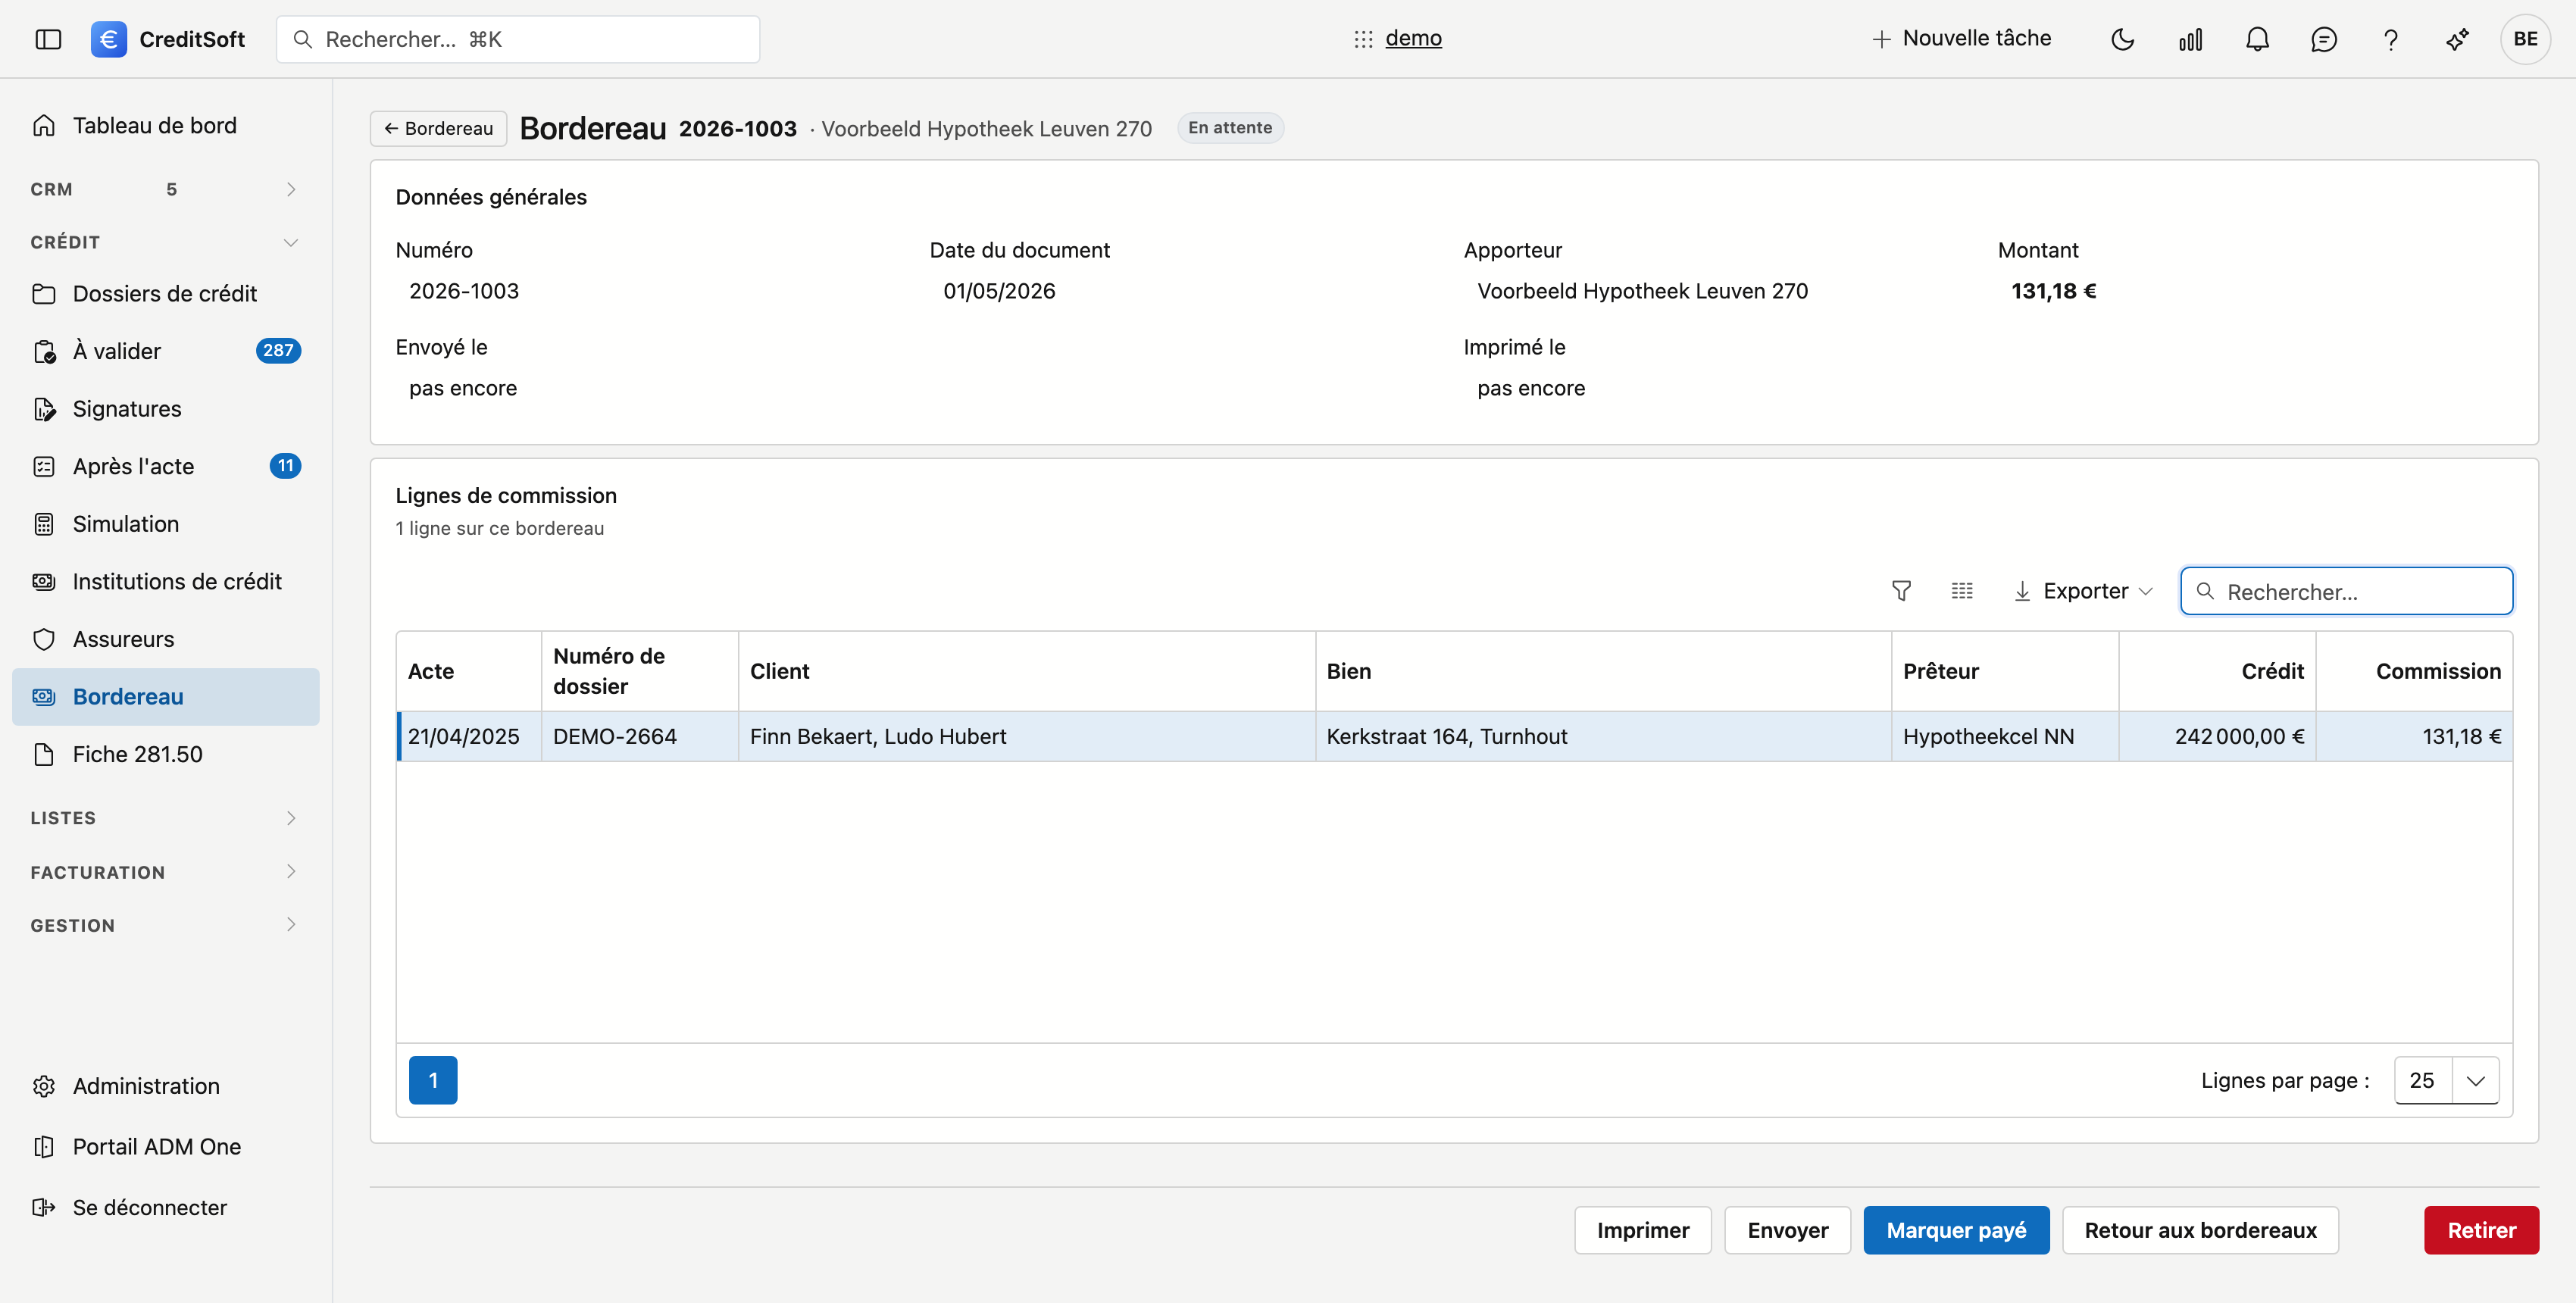 € CreditSoft
Rechercher... ⌘K
demo
Nouvelle tâche
BE
Tableau de bord
CRM 5
CRÉDIT
Dossiers de crédit
À valider 287
Signatures
Après l'acte 11
Simulation
Institutions de crédit
Assureurs
Bordereau
Fiche 281.50
LISTES
FACTURATION
GESTION
Administration
Portail ADM One
Se déconnecter
← Bordereau
Bordereau 2026-1003 · Voorbeeld Hypotheek Leuven 270 En attente
Données générales
Numéro Date du document Apporteur Montant
2026-1003 01/05/2026 Voorbeeld Hypotheek Leuven 270 131,18 €
Envoyé le Imprimé le
pas encore pas encore
Lignes de commission
1 ligne sur ce bordereau
Exporter Rechercher...
Acte Numéro de dossier Client Bien Prêteur Crédit Commission
21/04/2025 DEMO-2664 Finn Bekaert, Ludo Hubert Kerkstraat 164, Turnhout Hypotheekcel NN 242 000,00 € 131,18 €
1 Lignes par page : 25
Imprimer Envoyer Marquer payé Retour aux bordereaux Retirer